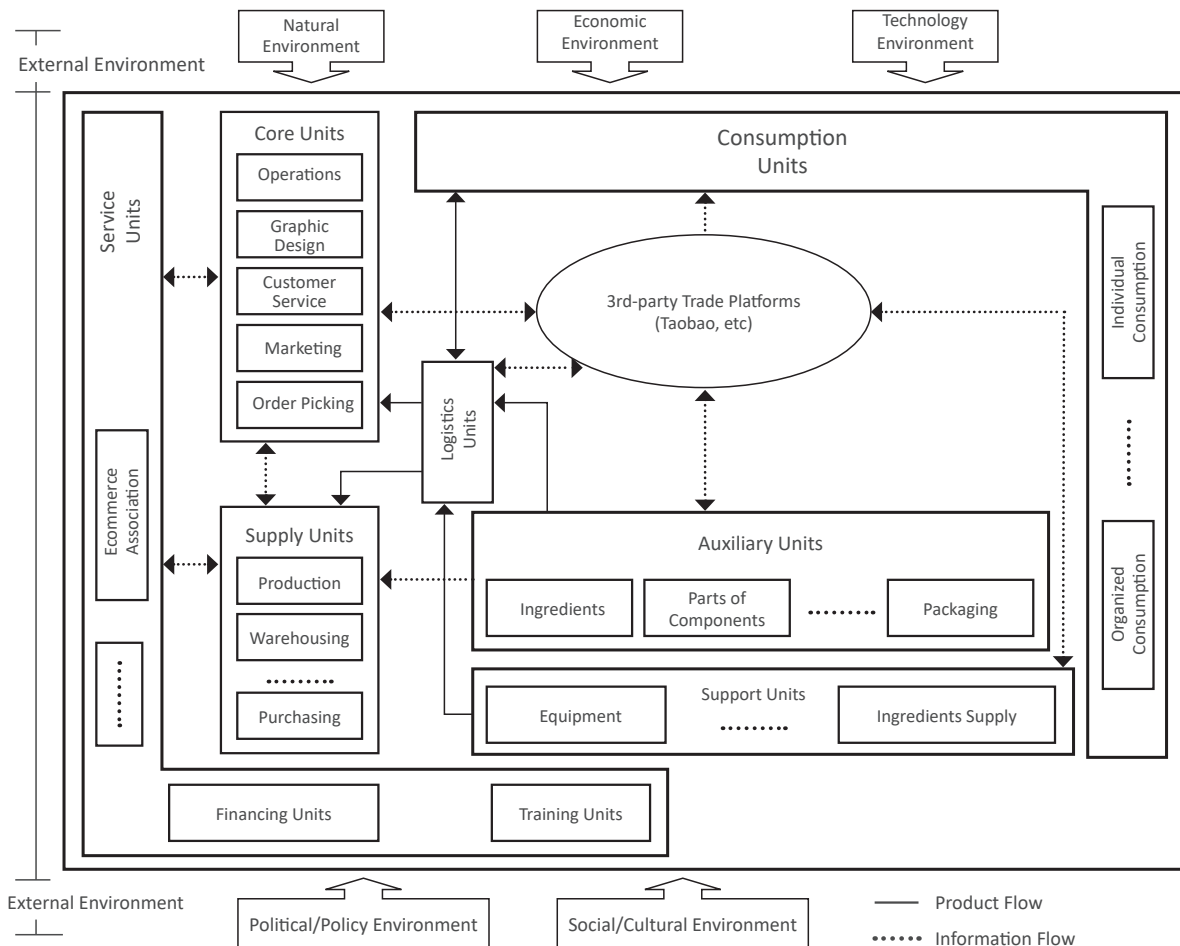 Natural
Environment
Economic
Environment
Technology
Environment
External Environment
Service
Units
Ecommerce
Association
Core Units
Operations
Graphic
Design
Customer
Service
Marketing
Order Picking
Supply Units
Production
Warehousing
Purchasing
Logistics
Units
Consumption
Units
3rd-party Trade Platforms
(Taobao, etc)
Individual
Consumption
Organized
Consumption
Auxiliary Units
Ingredients
Parts of
Components
Packaging
Support Units
Equipment
Ingredients Supply
Financing Units
Training Units
External Environment
Political/Policy Environment
Social/Cultural Environment
Product Flow
Information Flow